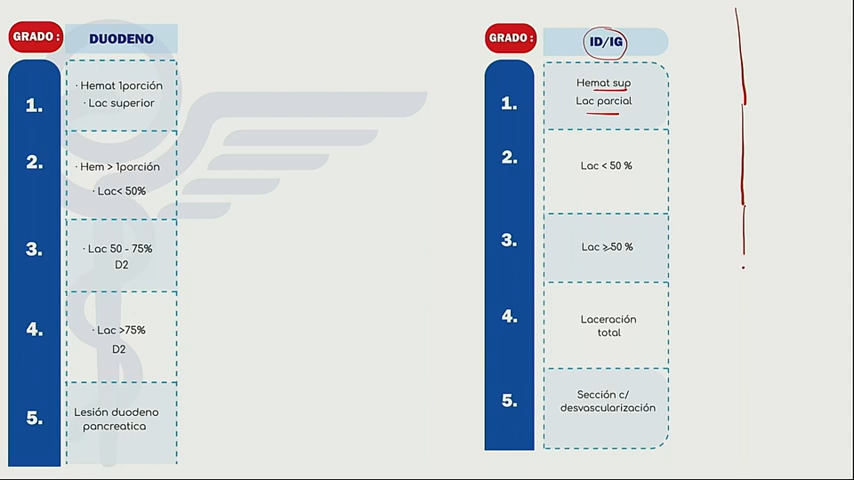 GRADO :
DUODENO
1.
· Hemat 1porción
· Lac superior
2.
· Hem > 1porción
· Lac< 50%
3.
· Lac 50 - 75%
D2
4.
· Lac >75%
D2
5.
Lesión duodeno
pancreatica
GRADO :
ID/IG
1.
Hemat sup
Lac parcial
2.
Lac < 50 %
3.
Lac ≥ 50 %
4.
Laceración
total
5.
Sección c/
desvascularización